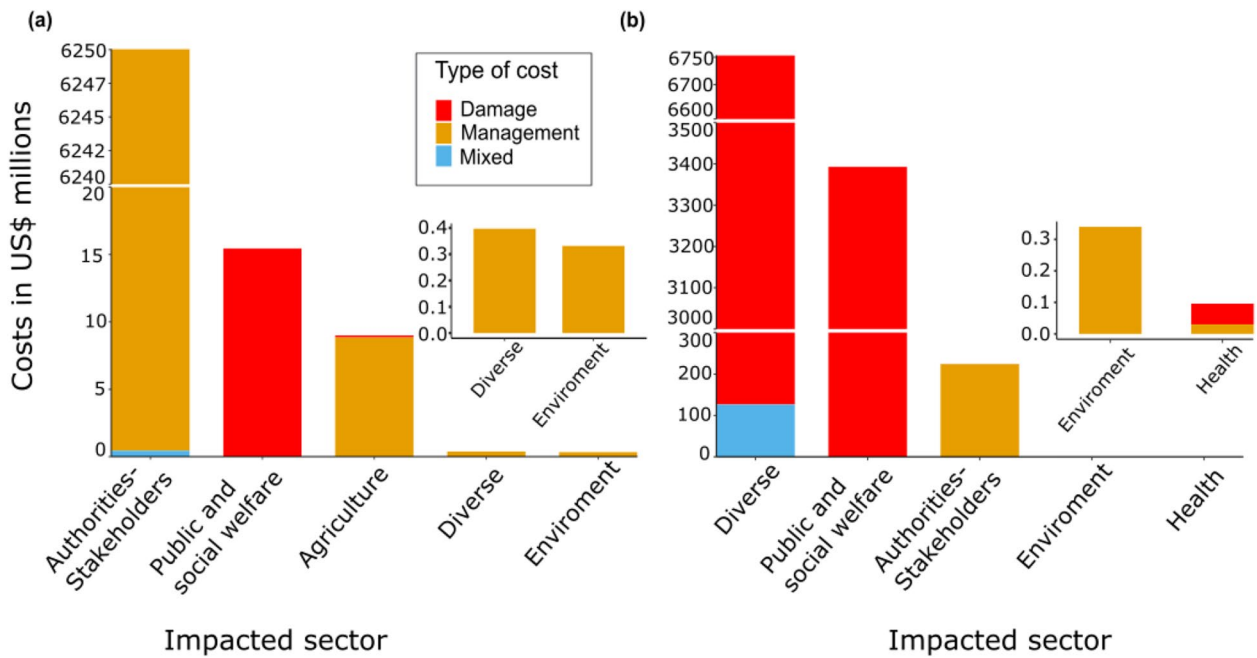 (a)
Costs in US$ millions
6250
6247
6245
6242
6240
20
15
10
5
0
Type of cost
Damage
Management
Mixed
0.4
0.3
0.2
0.1
0.0
Diverse
Enviroment
Authorities-
Stakeholders
Public and
social welfare
Agriculture
Diverse
Enviroment
Impacted sector
(b)
6750
6700
6600
3500
3400
3300
3200
3100
3000
300
200
100
0
0.3
0.2
0.1
0.0
Enviroment
Health
Diverse
Public and
social welfare
Authorities-
Stakeholders
Enviroment
Health
Impacted sector